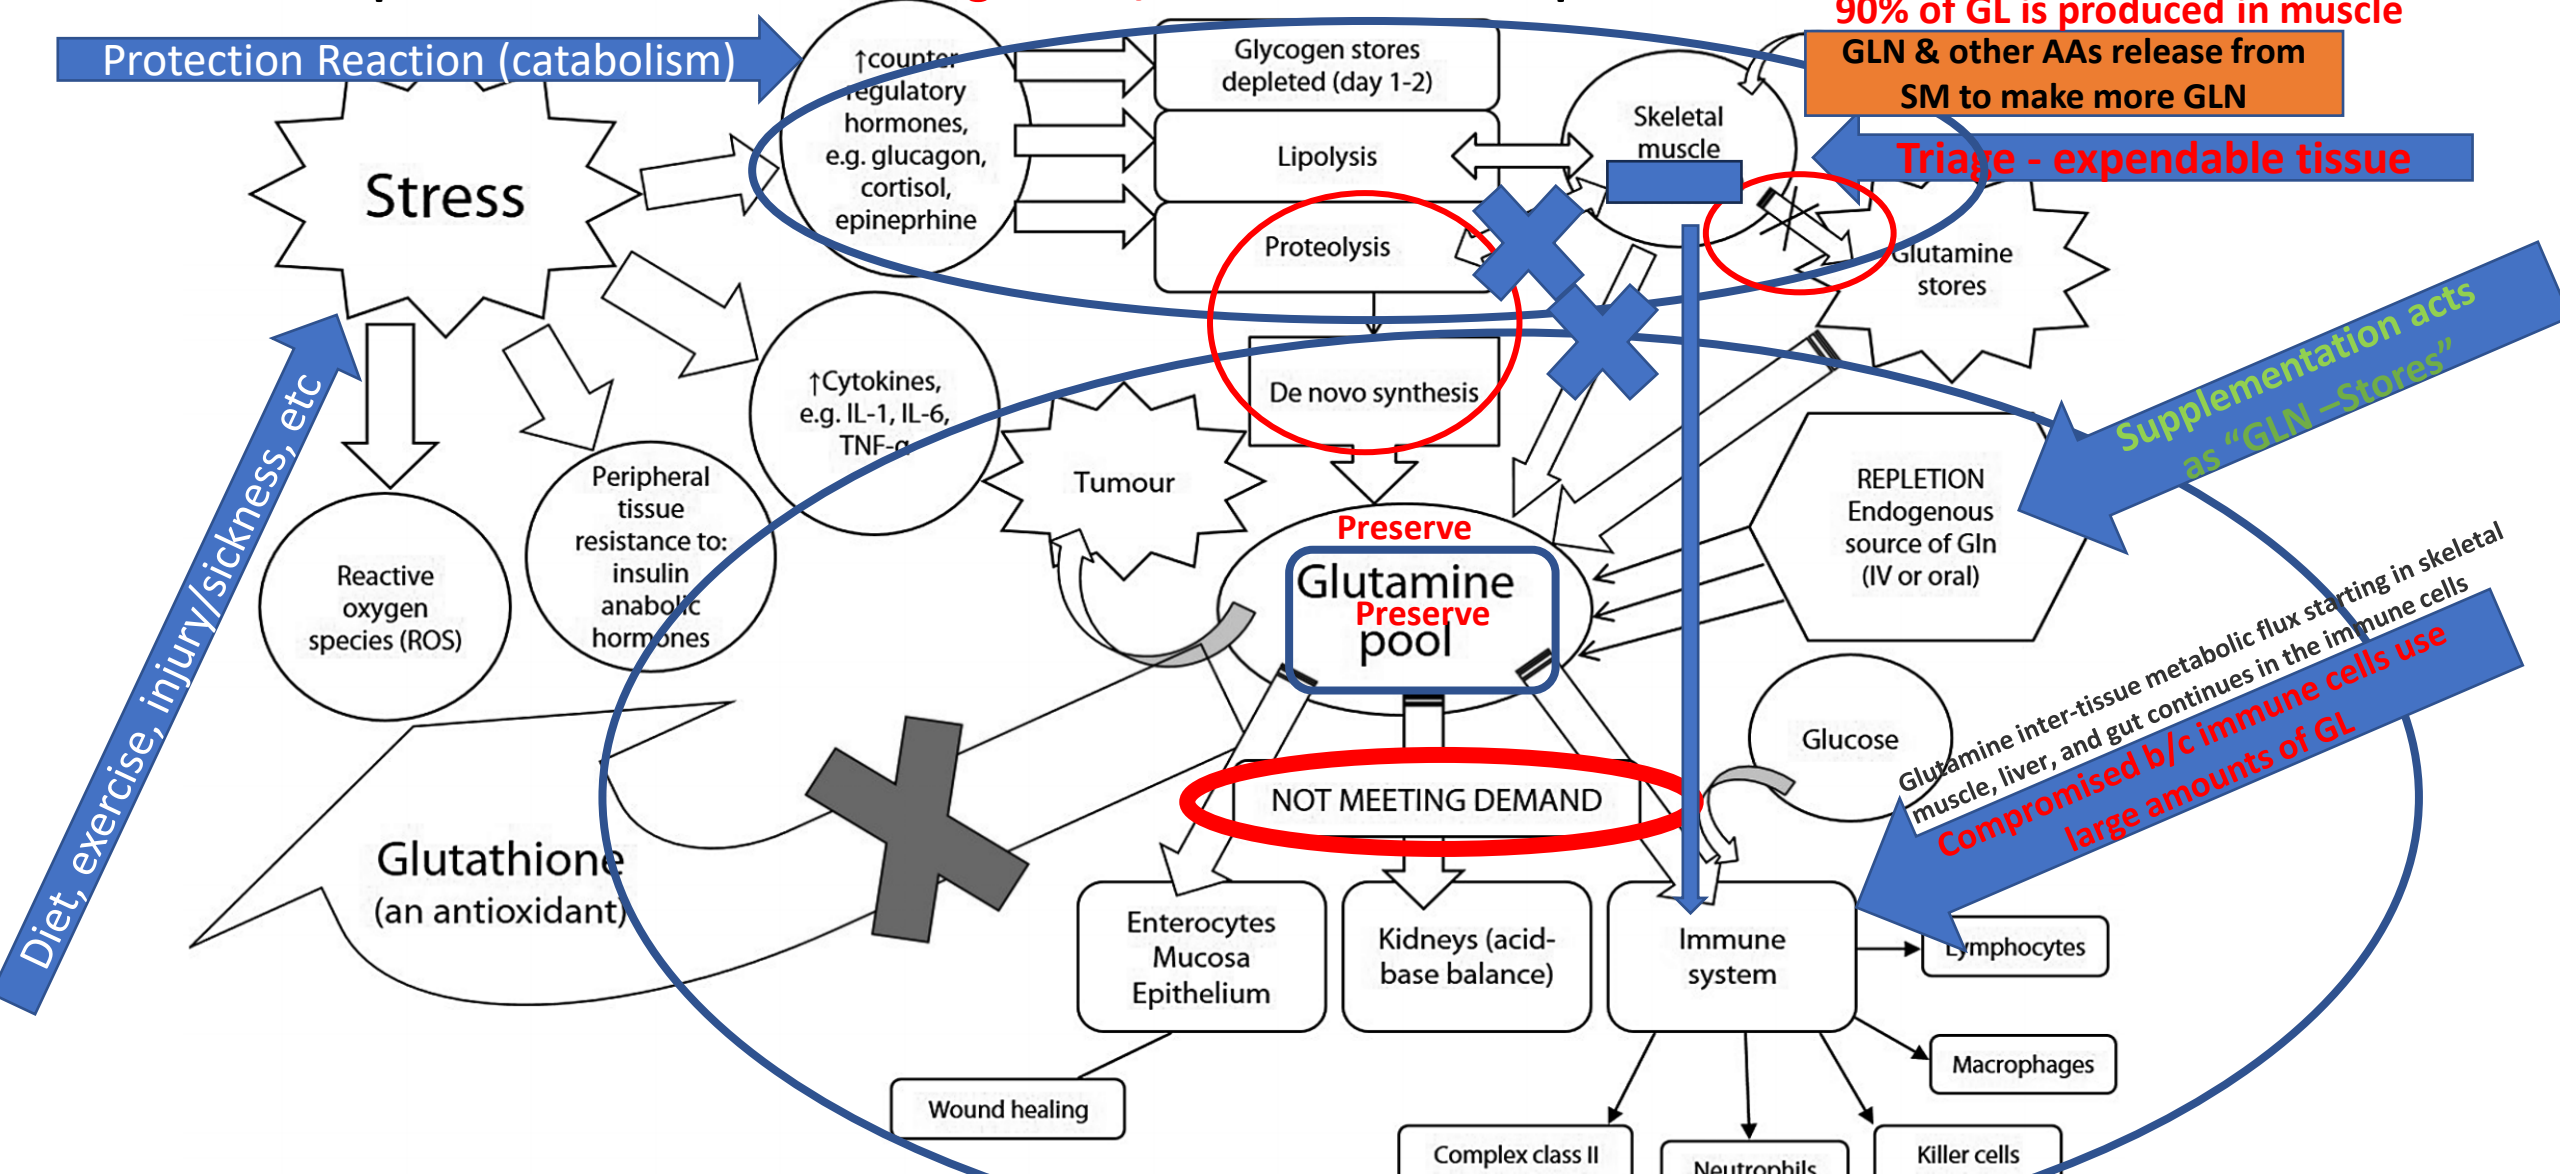 90% of GL is produced in muscle
Protection Reaction (catabolism)
GLN & other AAs release from
SM to make more GLN
Triage - expendable tissue
Stress
↑counter
regulatory
hormones,
e.g. glucagon,
cortisol,
epineprhine
Glycogen stores
depleted (day 1-2)
Lipolysis
Proteolysis
Skeletal
muscle
Glutamine
stores
De novo synthesis
↑Cytokines,
e.g. IL-1, IL-6,
TNF-α
Tumour
Peripheral
tissue
resistance to:
insulin
anabolic
hormones
Reactive
oxygen
species (ROS)
Diet, exercise, injury/sickness, etc
Supplementation acts
as “GLN –Stores”
REPLETION
Endogenous
source of Gln
(IV or oral)
Preserve
Glutamine
Preserve
pool
Glucose
Glutamine inter-tissue metabolic flux starting in skeletal
muscle, liver, and gut continues in the immune cells
Compromised b/c immune cells use
large amounts of GL
NOT MEETING DEMAND
Glutathione
(an antioxidant)
Enterocytes
Mucosa
Epithelium
Kidneys (acid-
base balance)
Immune
system
Lymphocytes
Macrophages
Wound healing
Complex class II
Neutrophils
Killer cells